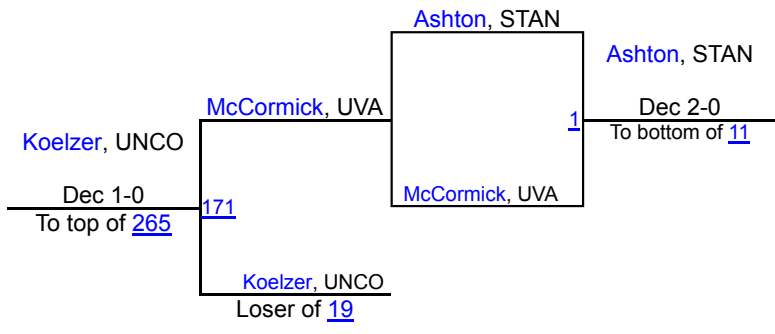 Ashton, STAN
Ashton, STAN
McCormick, UVA
Dec 2-0
1
To bottom of 11
Koelzer, UNCO
Dec 1-0
McCormick, UVA
171
To top of 265
Koelzer, UNCO
Loser of 19